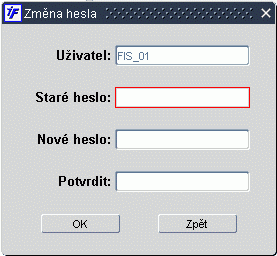 Změna hesla
Uživatel: FIS_01
Staré heslo:
Nové heslo:
Potvrdit:
OK Zpět